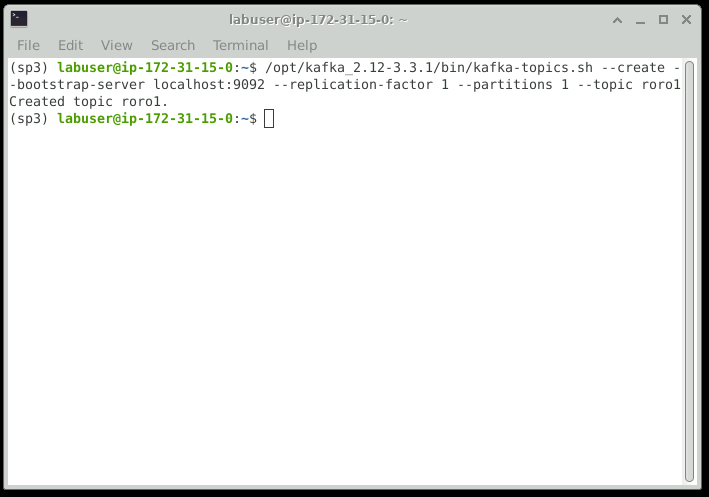 labuser@ip-172-31-15-0: ~
File Edit View Search Terminal Help
(sp3) labuser@ip-172-31-15-0:~$ /opt/kafka_2.12-3.3.1/bin/kafka-topics.sh --create -
-bootstrap-server localhost:9092 --replication-factor 1 --partitions 1 --topic roro1
Created topic roro1.
(sp3) labuser@ip-172-31-15-0:~$